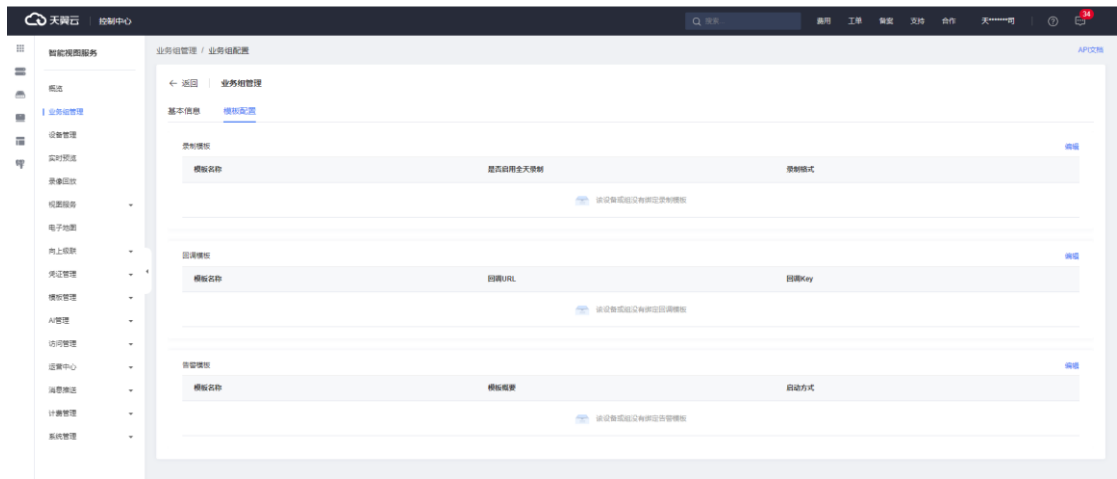 天翼云 控制中心 搜索... 费用 工单 备案 支持 合作 天*******司 34
智能视图服务
业务组管理 / 业务组配置 API文档
概览
业务组管理
设备管理
实时预览
录像回放
视图服务
电子地图
向上级联
凭证管理
模板管理
AI管理
访问管理
运营中心
消息推送
计费管理
系统管理
← 返回 业务组管理
基本信息 模板配置
录制模板 编辑
模板名称 是否启用全天录制 录制格式
该设备或组没有绑定录制模板
回调模板 编辑
模板名称 回调URL 回调Key
该设备或组没有绑定回调模板
告警模板 编辑
模板名称 模板概要 启动方式
该设备或组没有绑定告警模板